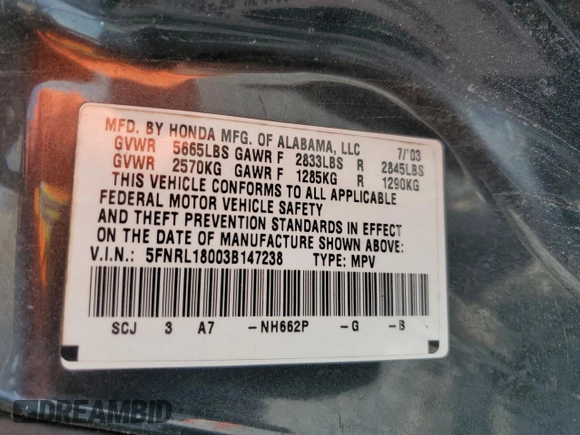 MFD. BY HONDA MFG. OF ALABAMA, LLC 7/'03
GVWR 5665LBS GAWR F 2833LBS R 2845LBS
GVWR 2570KG GAWR F 1285KG R 1290KG
THIS VEHICLE CONFORMS TO ALL APPLICABLE
FEDERAL MOTOR VEHICLE SAFETY
AND THEFT PREVENTION STANDARDS IN EFFECT
ON THE DATE OF MANUFACTURE SHOWN ABOVE:
V.I.N.: 5FNRL18003B147238 TYPE: MPV
SCJ 3 A7 -NH662P -G -B
DREAMBID